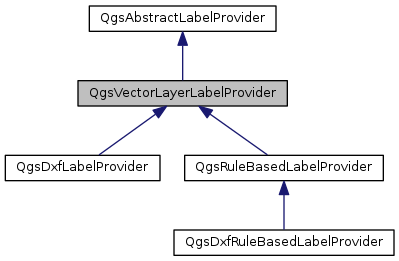 QgsAbstractLabelProvider
QgsVectorLayerLabelProvider
QgsDxfLabelProvider
QgsRuleBasedLabelProvider
QgsDxfRuleBasedLabelProvider